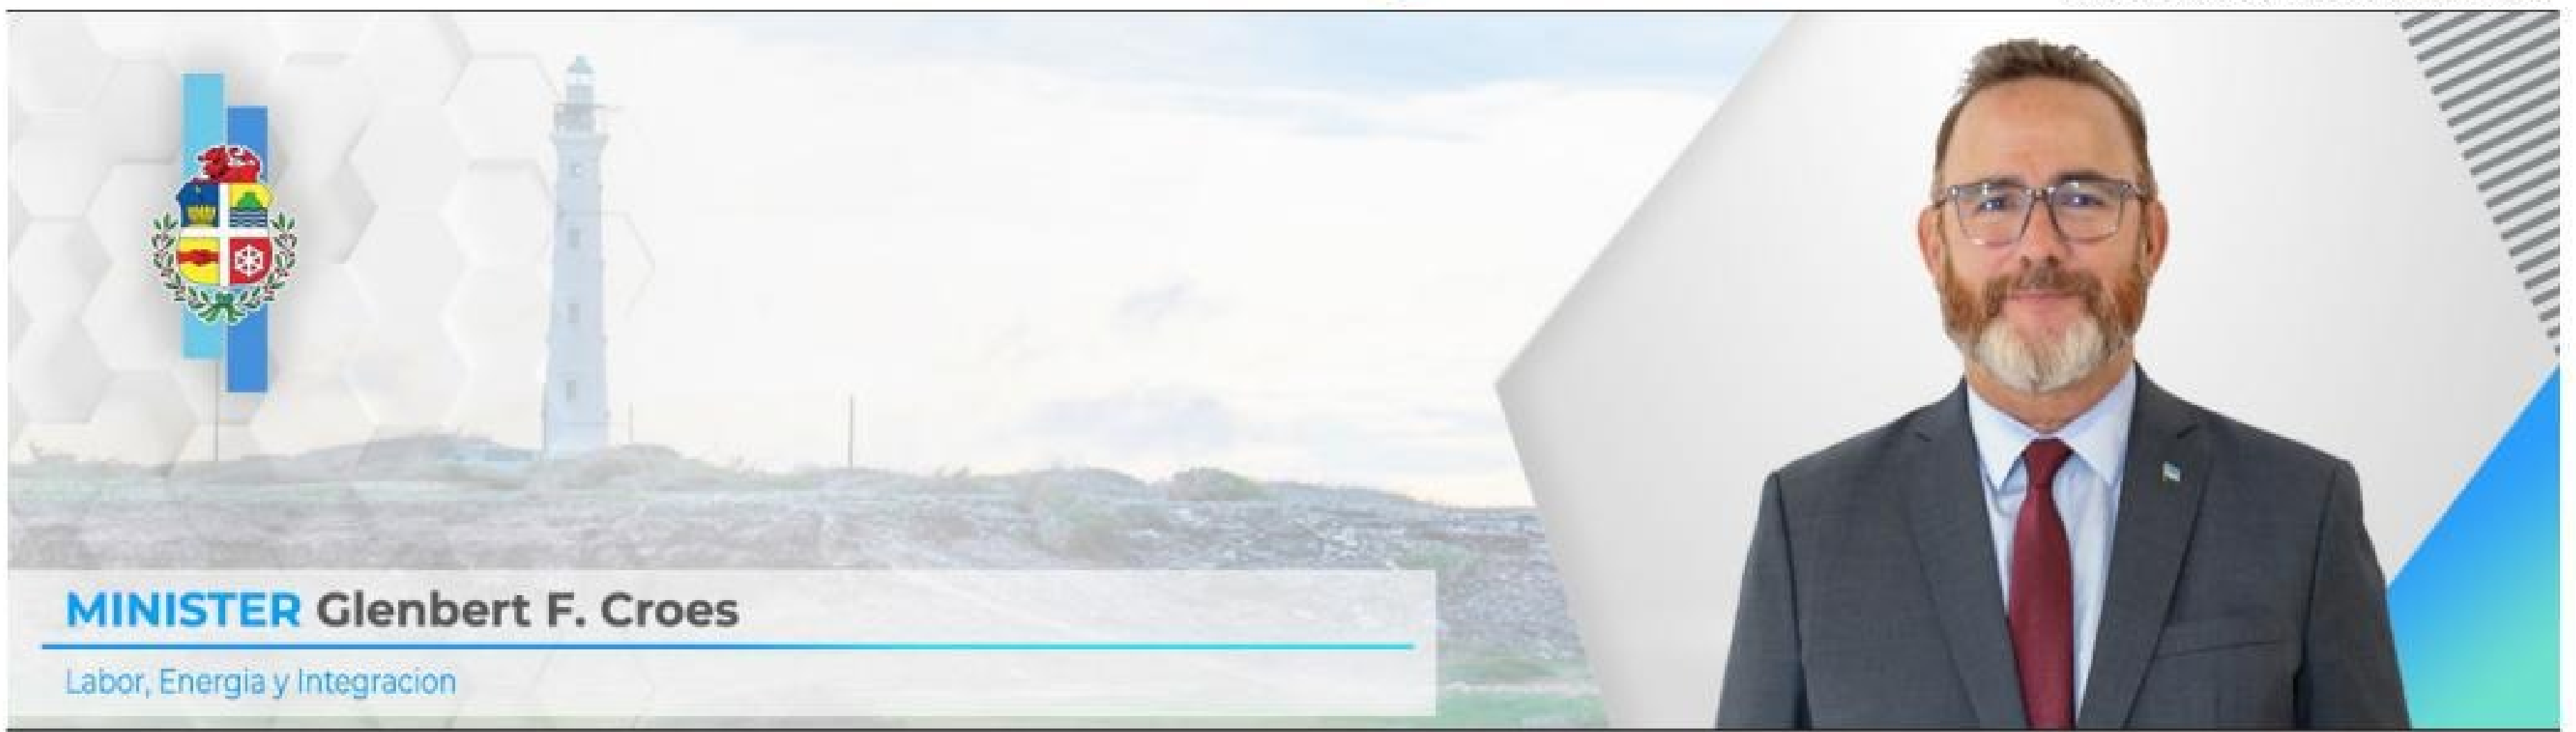 MINISTER Glenbert F. Croes
Labor, Energia y Integracion